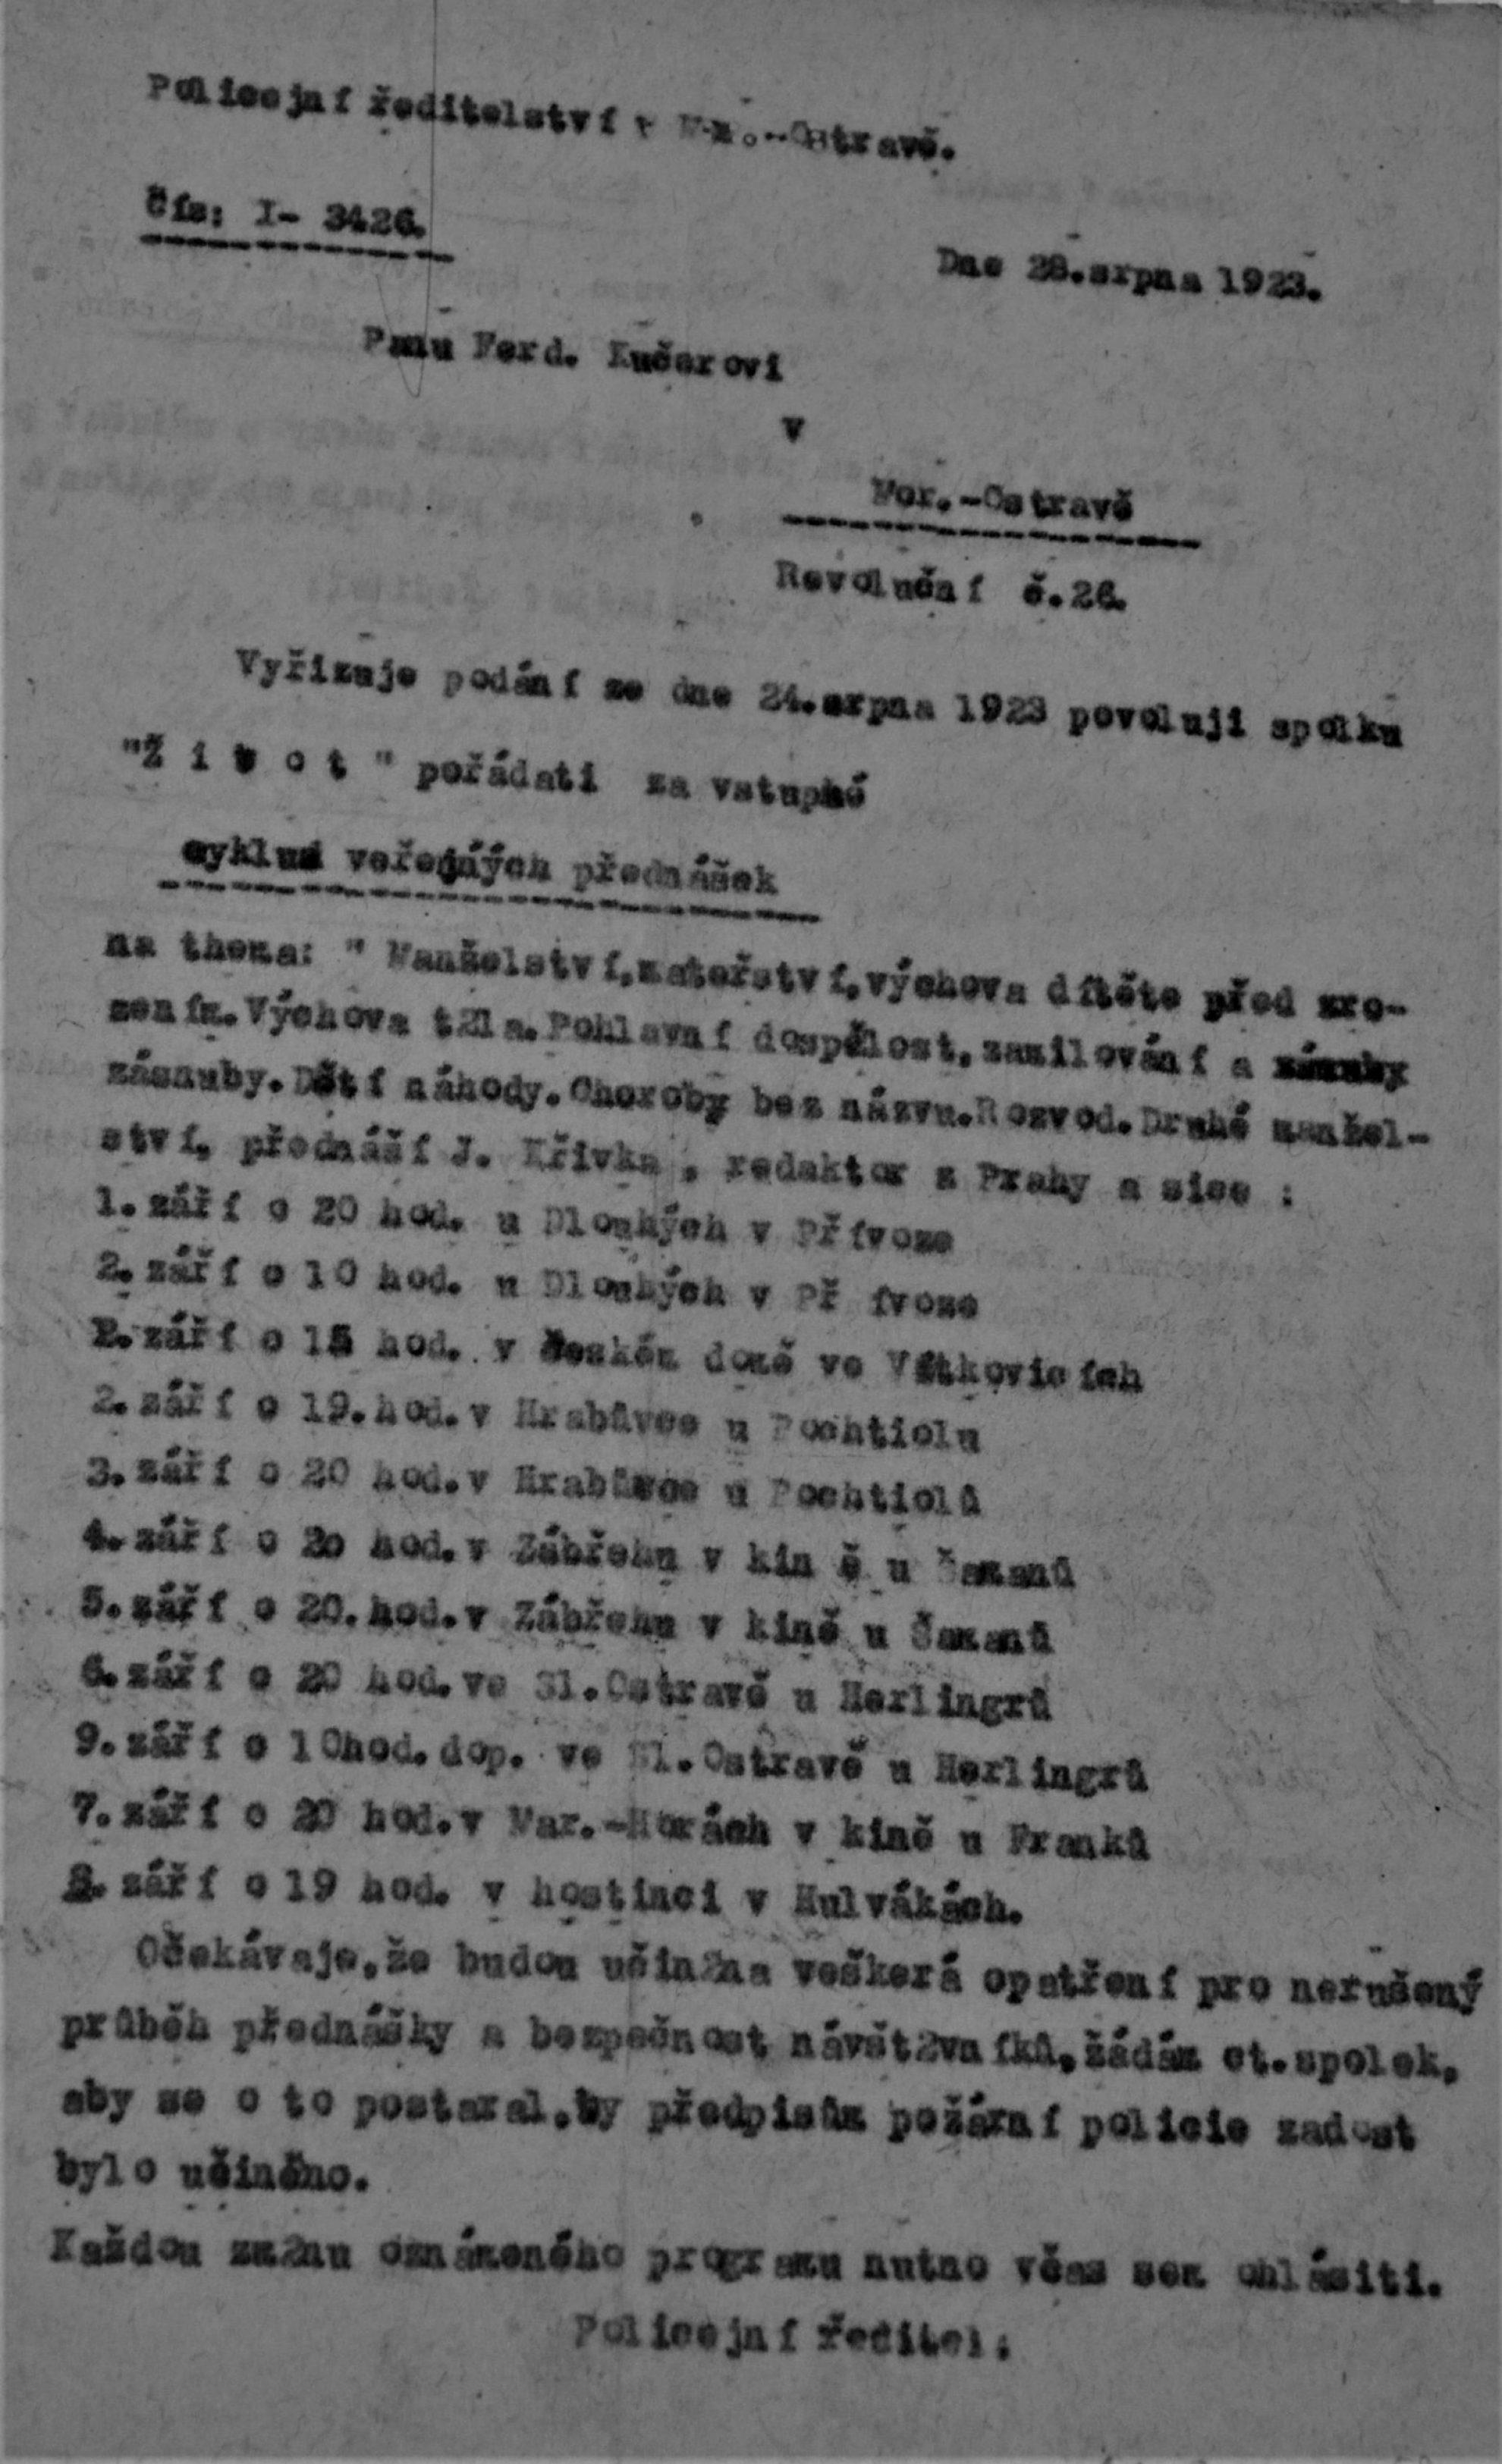 Policejní ředitelství v M-.-Ostravě.
Čís: I- 3426.
Dne 28.srpna 1923.
Panu Ferd. Kučerovi
v
Mor.-Ostravě
Revoluční č.26.
Vyřizuje podání ze dne 24.srpna 1923 povoluji spolku
"Ž i v o t " pořádati za vstupné
cyklus veřejných přednášek
na thema: " Manželství,mateřství,výchova dítěte před zro-
zením.Výchova těla.Pohlavní dospělost,zamilování a
zásnuby.Děti náhody.Choroby bez názvu.Rozvod.Druhé manžel-
ství, přednáší J. Křivka , redaktor z Prahy a sice :
1.září o 20 hod. u Dlouhých v Přívoze
2.září o 10 hod. u Dlouhých v Př ívoze
2.září o 15 hod. v Českém domě ve Vítkovicích
2.září o 19.hod.v Hrabůvce u Pochtiolu
3.září o 20 hod.v Hrabůvce u Pochtiolů
4.září o 20 hod.v Zábřehu v kin ě u Šamanů
5.září o 20.hod.v Zábřehu v kině u Šamanů
6.září o 20 hod.ve Sl.Ostravě u Herlingrů
9.září o 10hod.dop. ve Sl.Ostravě u Herlingrů
7.září o 20 hod.v Mar.-Horách v kině u Franků
8.září o 19 hod. v hostinci v Hulvákách.
Očekávaje,že budou učin2na veškerá opatření pro nerušený
průběh přednášky a bezpečnost návšt2vníků,žádám ct.spolek,
aby se o to postaral,by předpisům požární policie zadost
bylo učiněno.
Každou zm2nu oznámeného programu nutno včas sem ohlásiti.
Policejní ředitel: